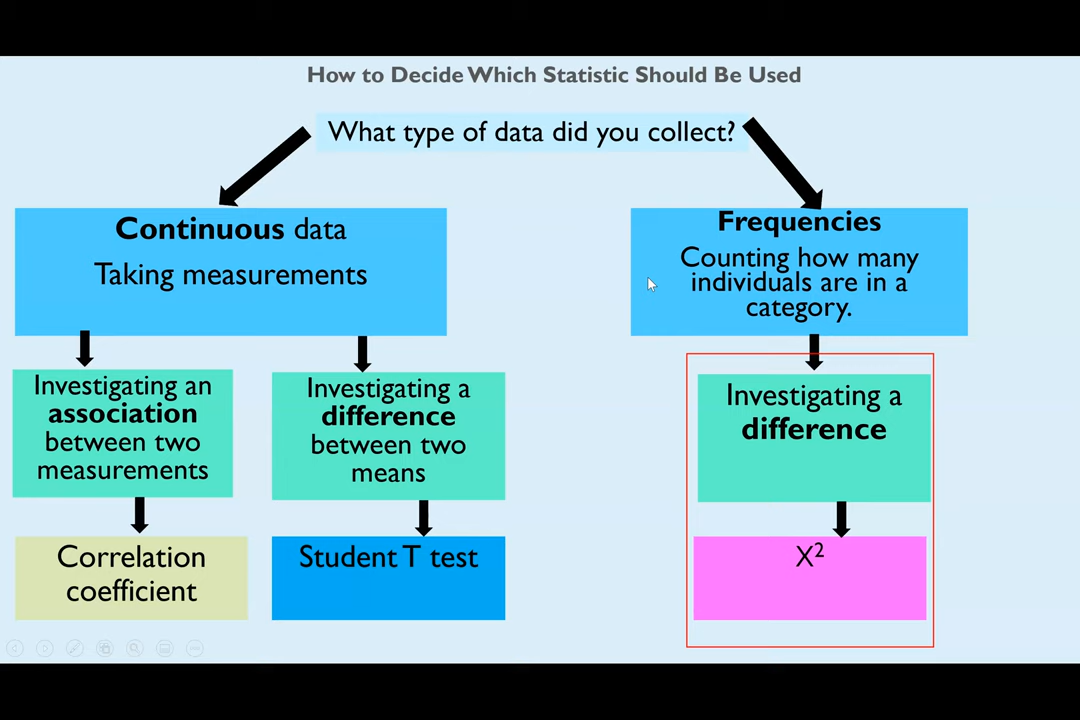 How to Decide Which Statistic Should Be Used
What type of data did you collect?
Continuous data
Taking measurements
Frequencies
Counting how many
individuals are in a
category.
Investigating an
association
between two
measurements
Investigating a
difference
between two
means
Investigating a
difference
Correlation
coefficient
Student T test
X²